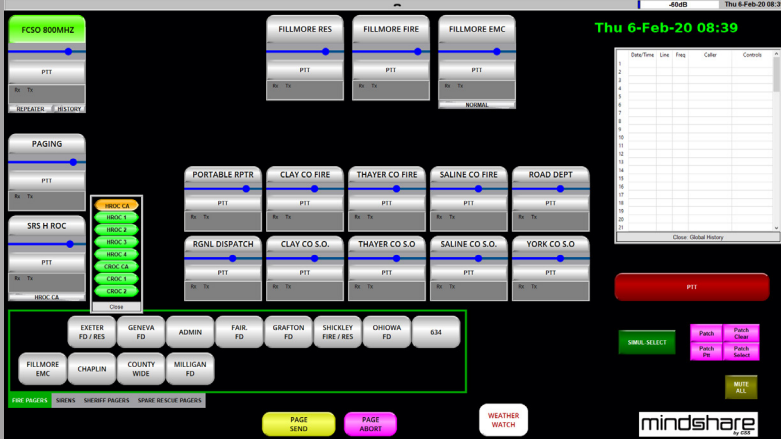 -60dB
Thu 6-Feb-20 08:3
Thu 6-Feb-20 08:39
FCSO 800MHZ
PTT
Rx Tx
REPEATER
HISTORY
FILLMORE RES
PTT
Rx Tx
FILLMORE FIRE
PTT
Rx Tx
FILLMORE EMC
PTT
Rx Tx
NORMAL
Date/Time Line Freq Caller Controls
1
2
3
4
5
6
7
8
9
10
11
12
13
14
15
16
17
18
19
20
21
Close: Global History
PAGING
PTT
Rx Tx
SRS H ROC
PTT
Rx Tx
HROC CA
HROC CA
HROC 1
HROC 2
HROC 3
HROC 4
CROC CA
CROC 1
CROC 2
Close
PORTABLE RPTR
PTT
Rx Tx
CLAY CO FIRE
PTT
Rx Tx
THAYER CO FIRE
PTT
Rx Tx
SALINE CO FIRE
PTT
Rx Tx
ROAD DEPT
PTT
Rx Tx
RGNL DISPATCH
PTT
Rx Tx
CLAY CO S.O.
PTT
Rx Tx
THAYER CO S.O
PTT
Rx Tx
SALINE CO S.O.
PTT
Rx Tx
YORK CO S.O
PTT
Rx Tx
PTT
EXETER
FD / RES
GENEVA
FD
ADMIN
FAIR.
FD
GRAFTON
FD
SHICKLEY
FIRE / RES
OHIOWA
FD
634
FILLMORE
EMC
CHAPLIN
COUNTY
WIDE
MILLIGAN
FD
FIRE PAGERS SIRENS SHERIFF PAGERS SPARE RESCUE PAGERS
SIMUL-SELECT
Patch
Patch
Clear
Patch
Ptt
Patch
Select
MUTE
ALL
PAGE
SEND
PAGE
ABORT
WEATHER
WATCH
mindshare
by GSS